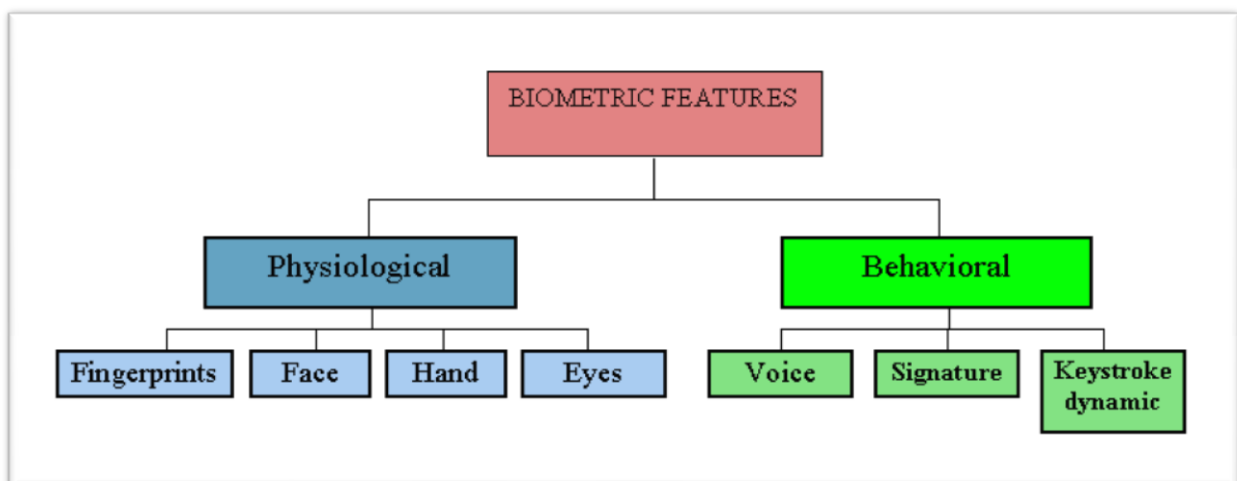 BIOMETRIC FEATURES
Physiological
Behavioral
Fingerprints
Face
Hand
Eyes
Voice
Signature
Keystroke
dynamic